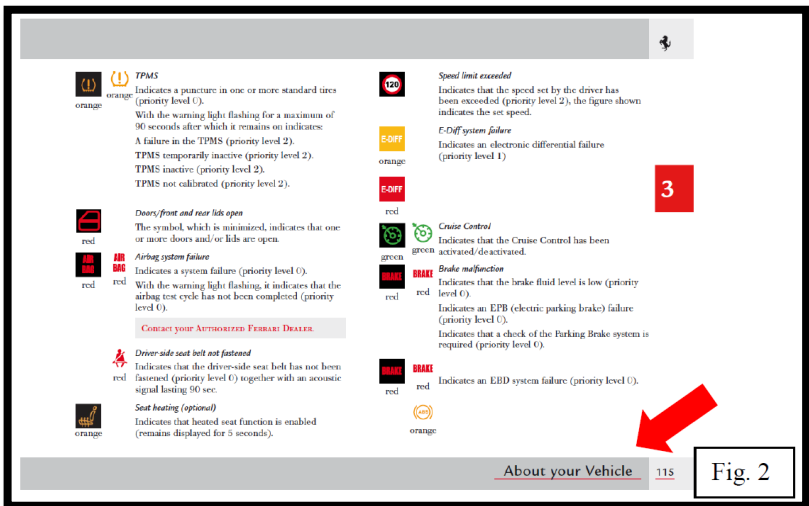 TPMS
orange
orange
Indicates a puncture in one or more standard tires
(priority level 0).
With the warning light flashing for a maximum of
90 seconds after which it remains on indicates:
A failure in the TPMS (priority level 2).
TPMS temporarily inactive (priority level 2).
TPMS inactive (priority level 2).
TPMS not calibrated (priority level 2).
Doors/front and rear lids open
red
The symbol, which is minimized, indicates that one
or more doors and/or lids are open.
AIR
BAG
red
AIR
BAG
red
Airbag system failure
Indicates a system failure (priority level 0).
With the warning light flashing, it indicates that the
airbag test cycle has not been completed (priority
level 0).
Contact your AUTHORIZED FERRARI DEALER.
Driver-side seat belt not fastened
red
Indicates that the driver-side seat belt has not been
fastened (priority level 0) together with an acoustic
signal lasting 90 sec.
Seat heating (optional)
orange
Indicates that heated seat function is enabled
(remains displayed for 5 seconds).
120
Speed limit exceeded
Indicates that the speed set by the driver has
been exceeded (priority level 2), the figure shown
indicates the set speed.
E-DIFF
orange
E-Diff system failure
Indicates an electronic differential failure
(priority level 1)
E-DIFF
red
Cruise Control
green
green
Indicates that the Cruise Control has been
activated/deactivated.
BRAKE
red
BRAKE
red
Brake malfunction
Indicates that the brake fluid level is low (priority
level 0).
Indicates an EPB (electric parking brake) failure
(priority level 0).
Indicates that a check of the Parking Brake system is
required (priority level 0).
BRAKE
red
BRAKE
red
Indicates an EBD system failure (priority level 0).
orange
3
About your Vehicle
115
Fig. 2